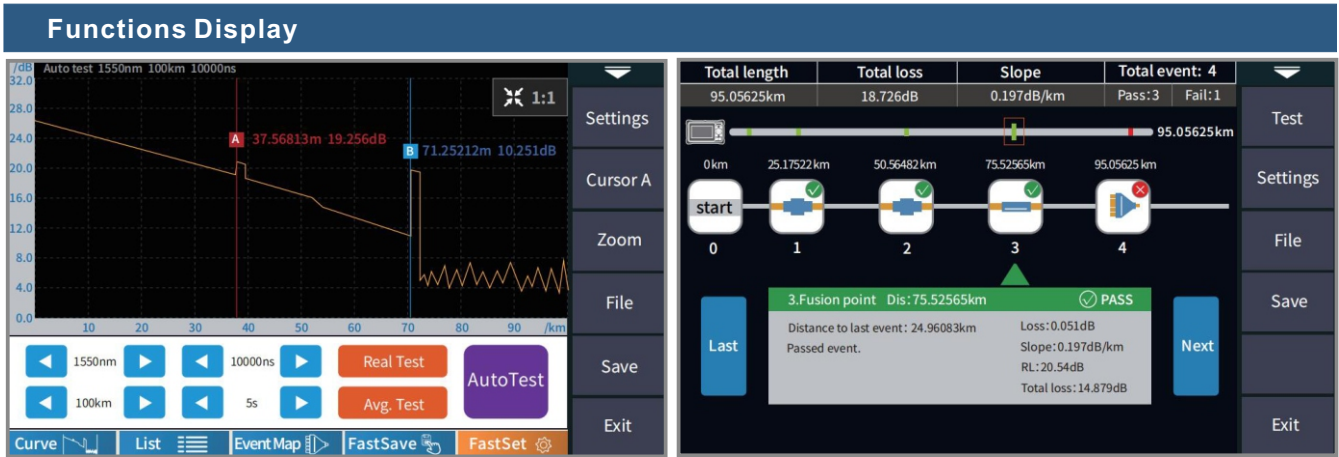 Functions Display
/dB Auto test 1550nm 100km 10000ns
32.0
28.0
24.0
20.0
16.0
12.0
8.0
4.0
0.0
1:1
A 37.56813m 19.256dB
B 71.25212m 10.251dB
10 20 30 40 50 60 70 80 90 /km
1550nm 10000ns Real Test
AutoTest
100km 5s Avg. Test
Curve List Event Map FastSave FastSet
Settings
Cursor A
Zoom
File
Save
Exit
Total length Total loss Slope Total event: 4
95.05625km 18.726dB 0.197dB/km Pass:3 Fail:1
95.05625km
0km 25.17522km 50.56482km 75.52565km 95.05625km
start
0 1 2 3 4
3.Fusion point Dis:75.52565km PASS
Distance to last event: 24.96083km Loss:0.051dB
Passed event. Slope:0.197dB/km
RL:20.54dB
Total loss:14.879dB
Last
Next
Test
Settings
File
Save
Exit